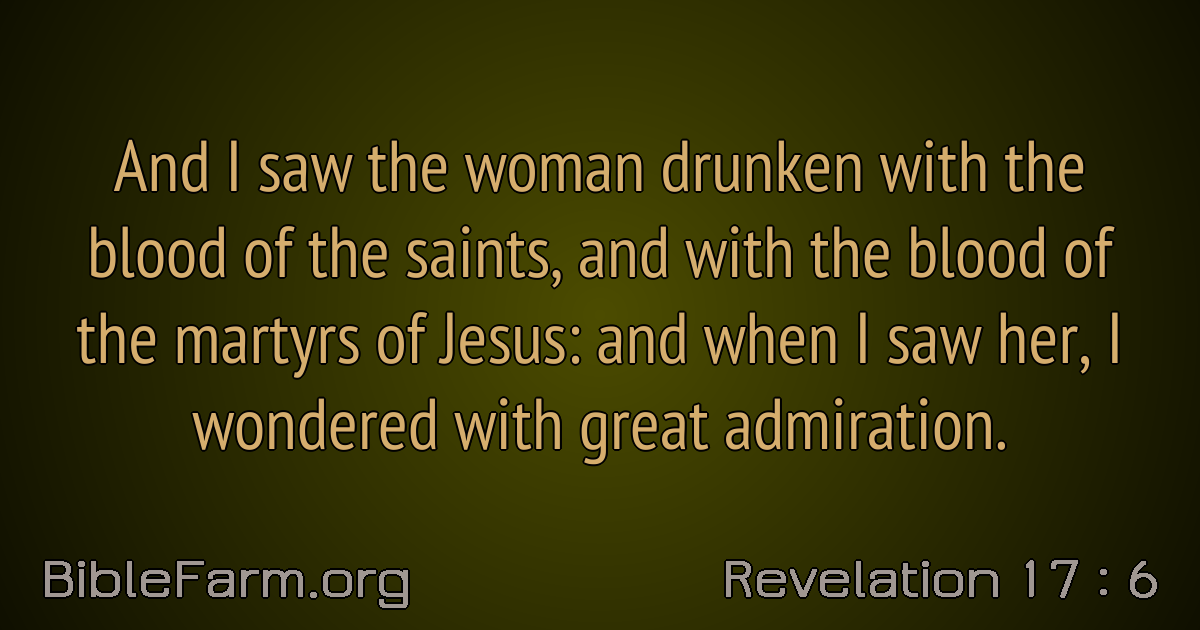 And I saw the woman drunken with the
blood of the saints, and with the blood of
the martyrs of Jesus: and when I saw her, I
wondered with great admiration.
BibleFarm.org
Revelation 17 : 6